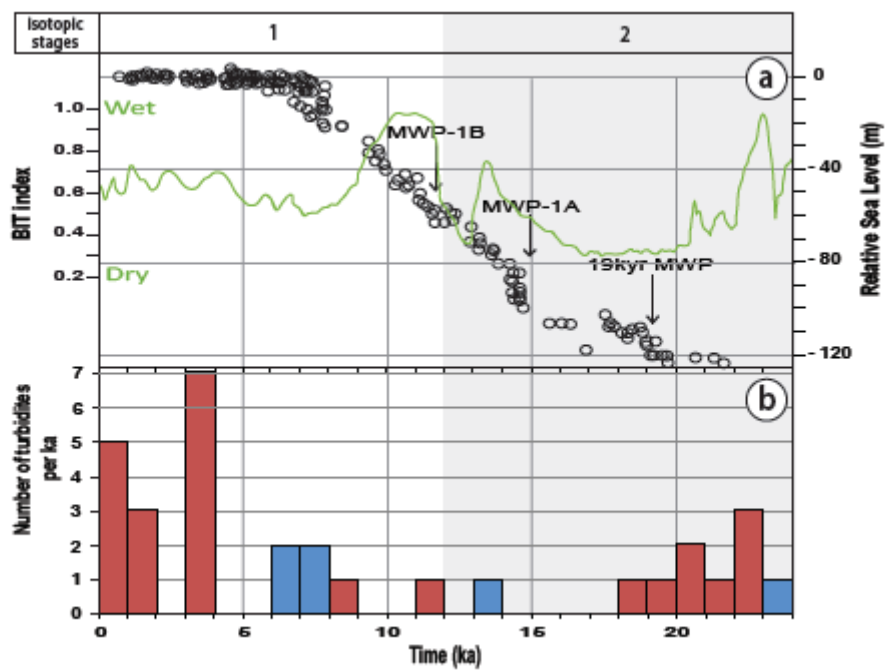 Isotopic
stages
1
2
a
Wet
MWP-1B
MWP-1A
19kyr MWP
Dry
1.0
0.8
0.6
0.4
0.2
BIT index
0
- 40
- 80
- 120
Relative Sea Level (m)
b
7
6
5
4
3
2
1
0
Number of turbidites
per ka
0
5
10
16
20
Time (ka)